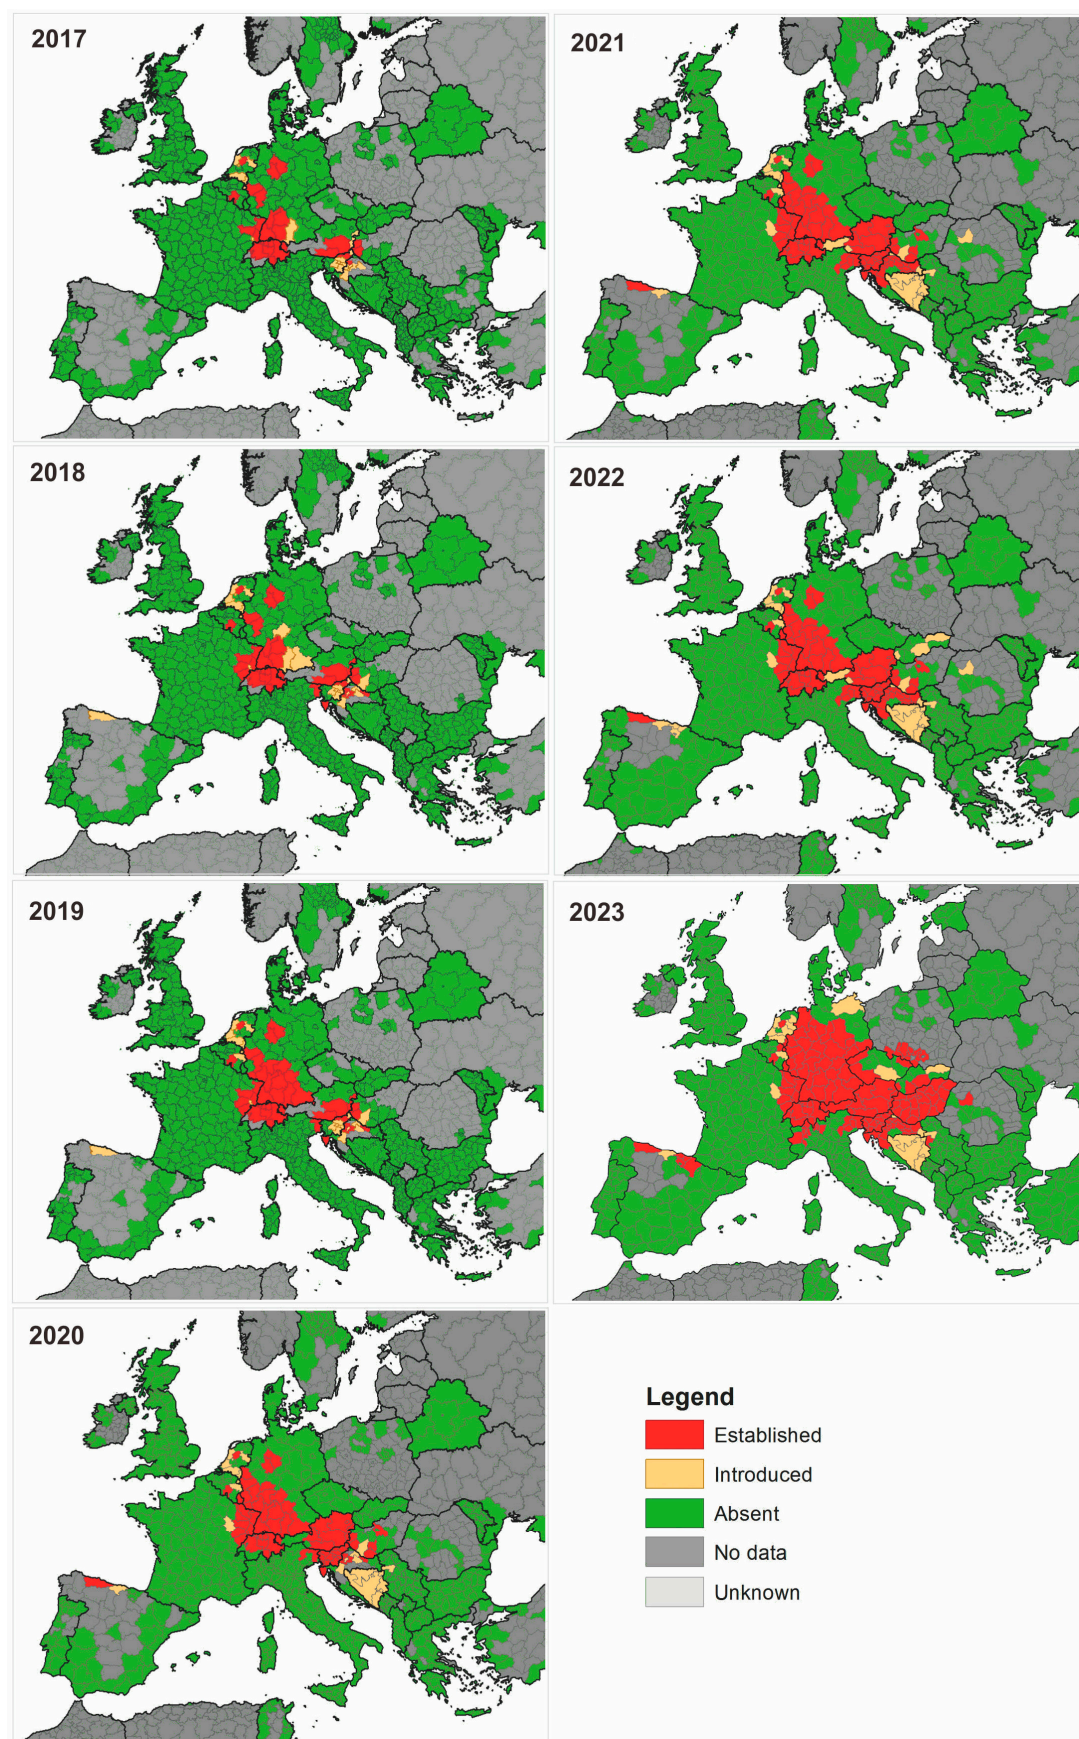 2017
2021
2018
2022
2019
2023
2020
Legend
Established
Introduced
Absent
No data
Unknown